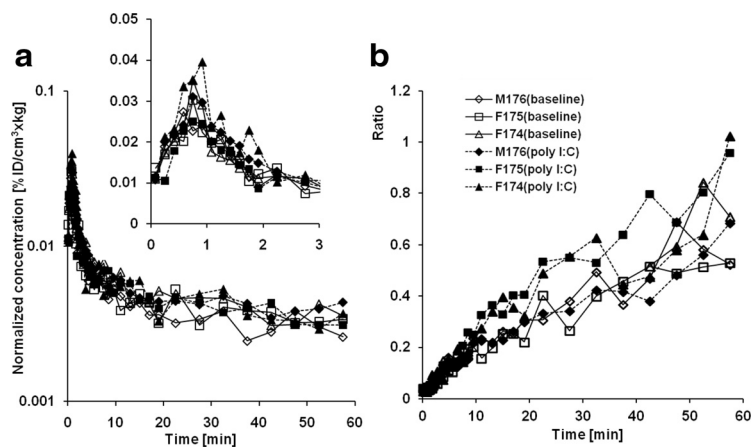 a
Normalized concentration [% ID/cm³xkg]
0.1
0.01
0.001
0 10 20 30 40 50 60
Time [min]
0.05
0.04
0.03
0.02
0.01
0
0 1 2 3
b
Ratio
1.2
1
0.8
0.6
0.4
0.2
0
0 10 20 30 40 50 60
Time [min]
M176(baseline)
F175(baseline)
F174(baseline)
M176(poly I:C)
F175(poly I:C)
F174(poly I:C)